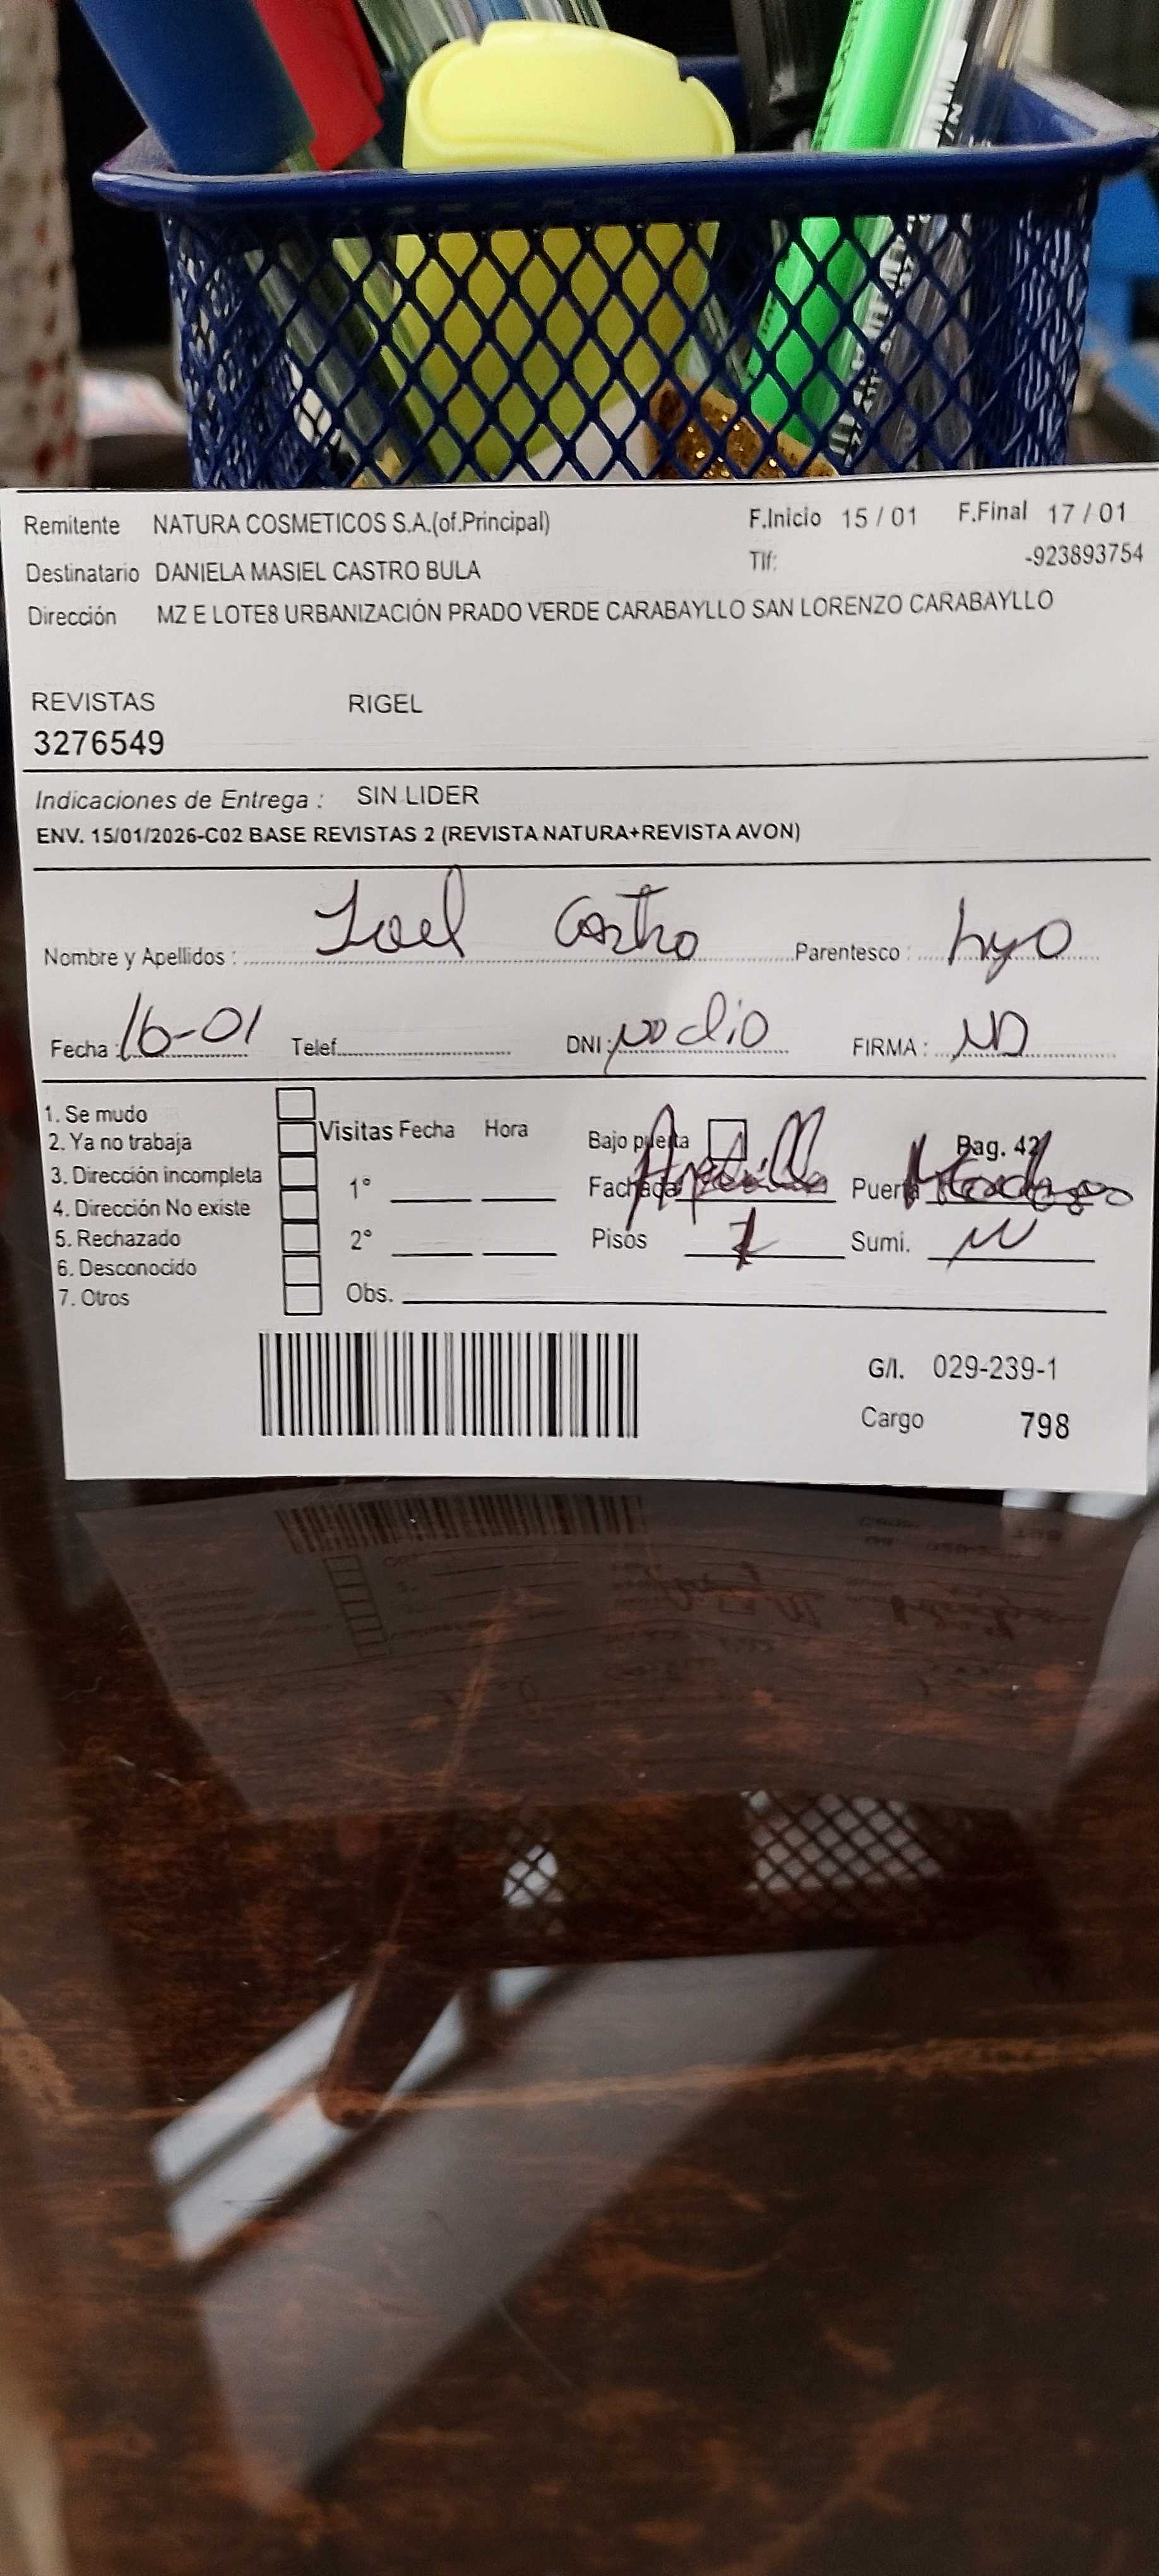 Remitente NATURA COSMETICOS S.A.(of.Principal) F.Inicio 15 / 01 F.Final 17 / 01
Destinatario DANIELA MASIEL CASTRO BULA Tlf: -923893754
Dirección MZ E LOTE8 URBANIZACIÓN PRADO VERDE CARABAYLLO SAN LORENZO CARABAYLLO
REVISTAS RIGEL
3276549
Indicaciones de Entrega : SIN LIDER
ENV. 15/01/2026-C02 BASE REVISTAS 2 (REVISTA NATURA+REVISTA AVON)
Nombre y Apellidos : Joel Castro Parentesco : hijo
Fecha : 16-01 Telef. DNI: no dio FIRMA :
1. Se mudo
2. Ya no trabaja Visitas Fecha Hora Bajo puerta Pag. 42
3. Dirección incompleta 1° Fachada Puerta
4. Dirección No existe
5. Rechazado 2° Pisos 1 Sumi.
6. Desconocido
7. Otros Obs.
G/I. 029-239-1
Cargo 798